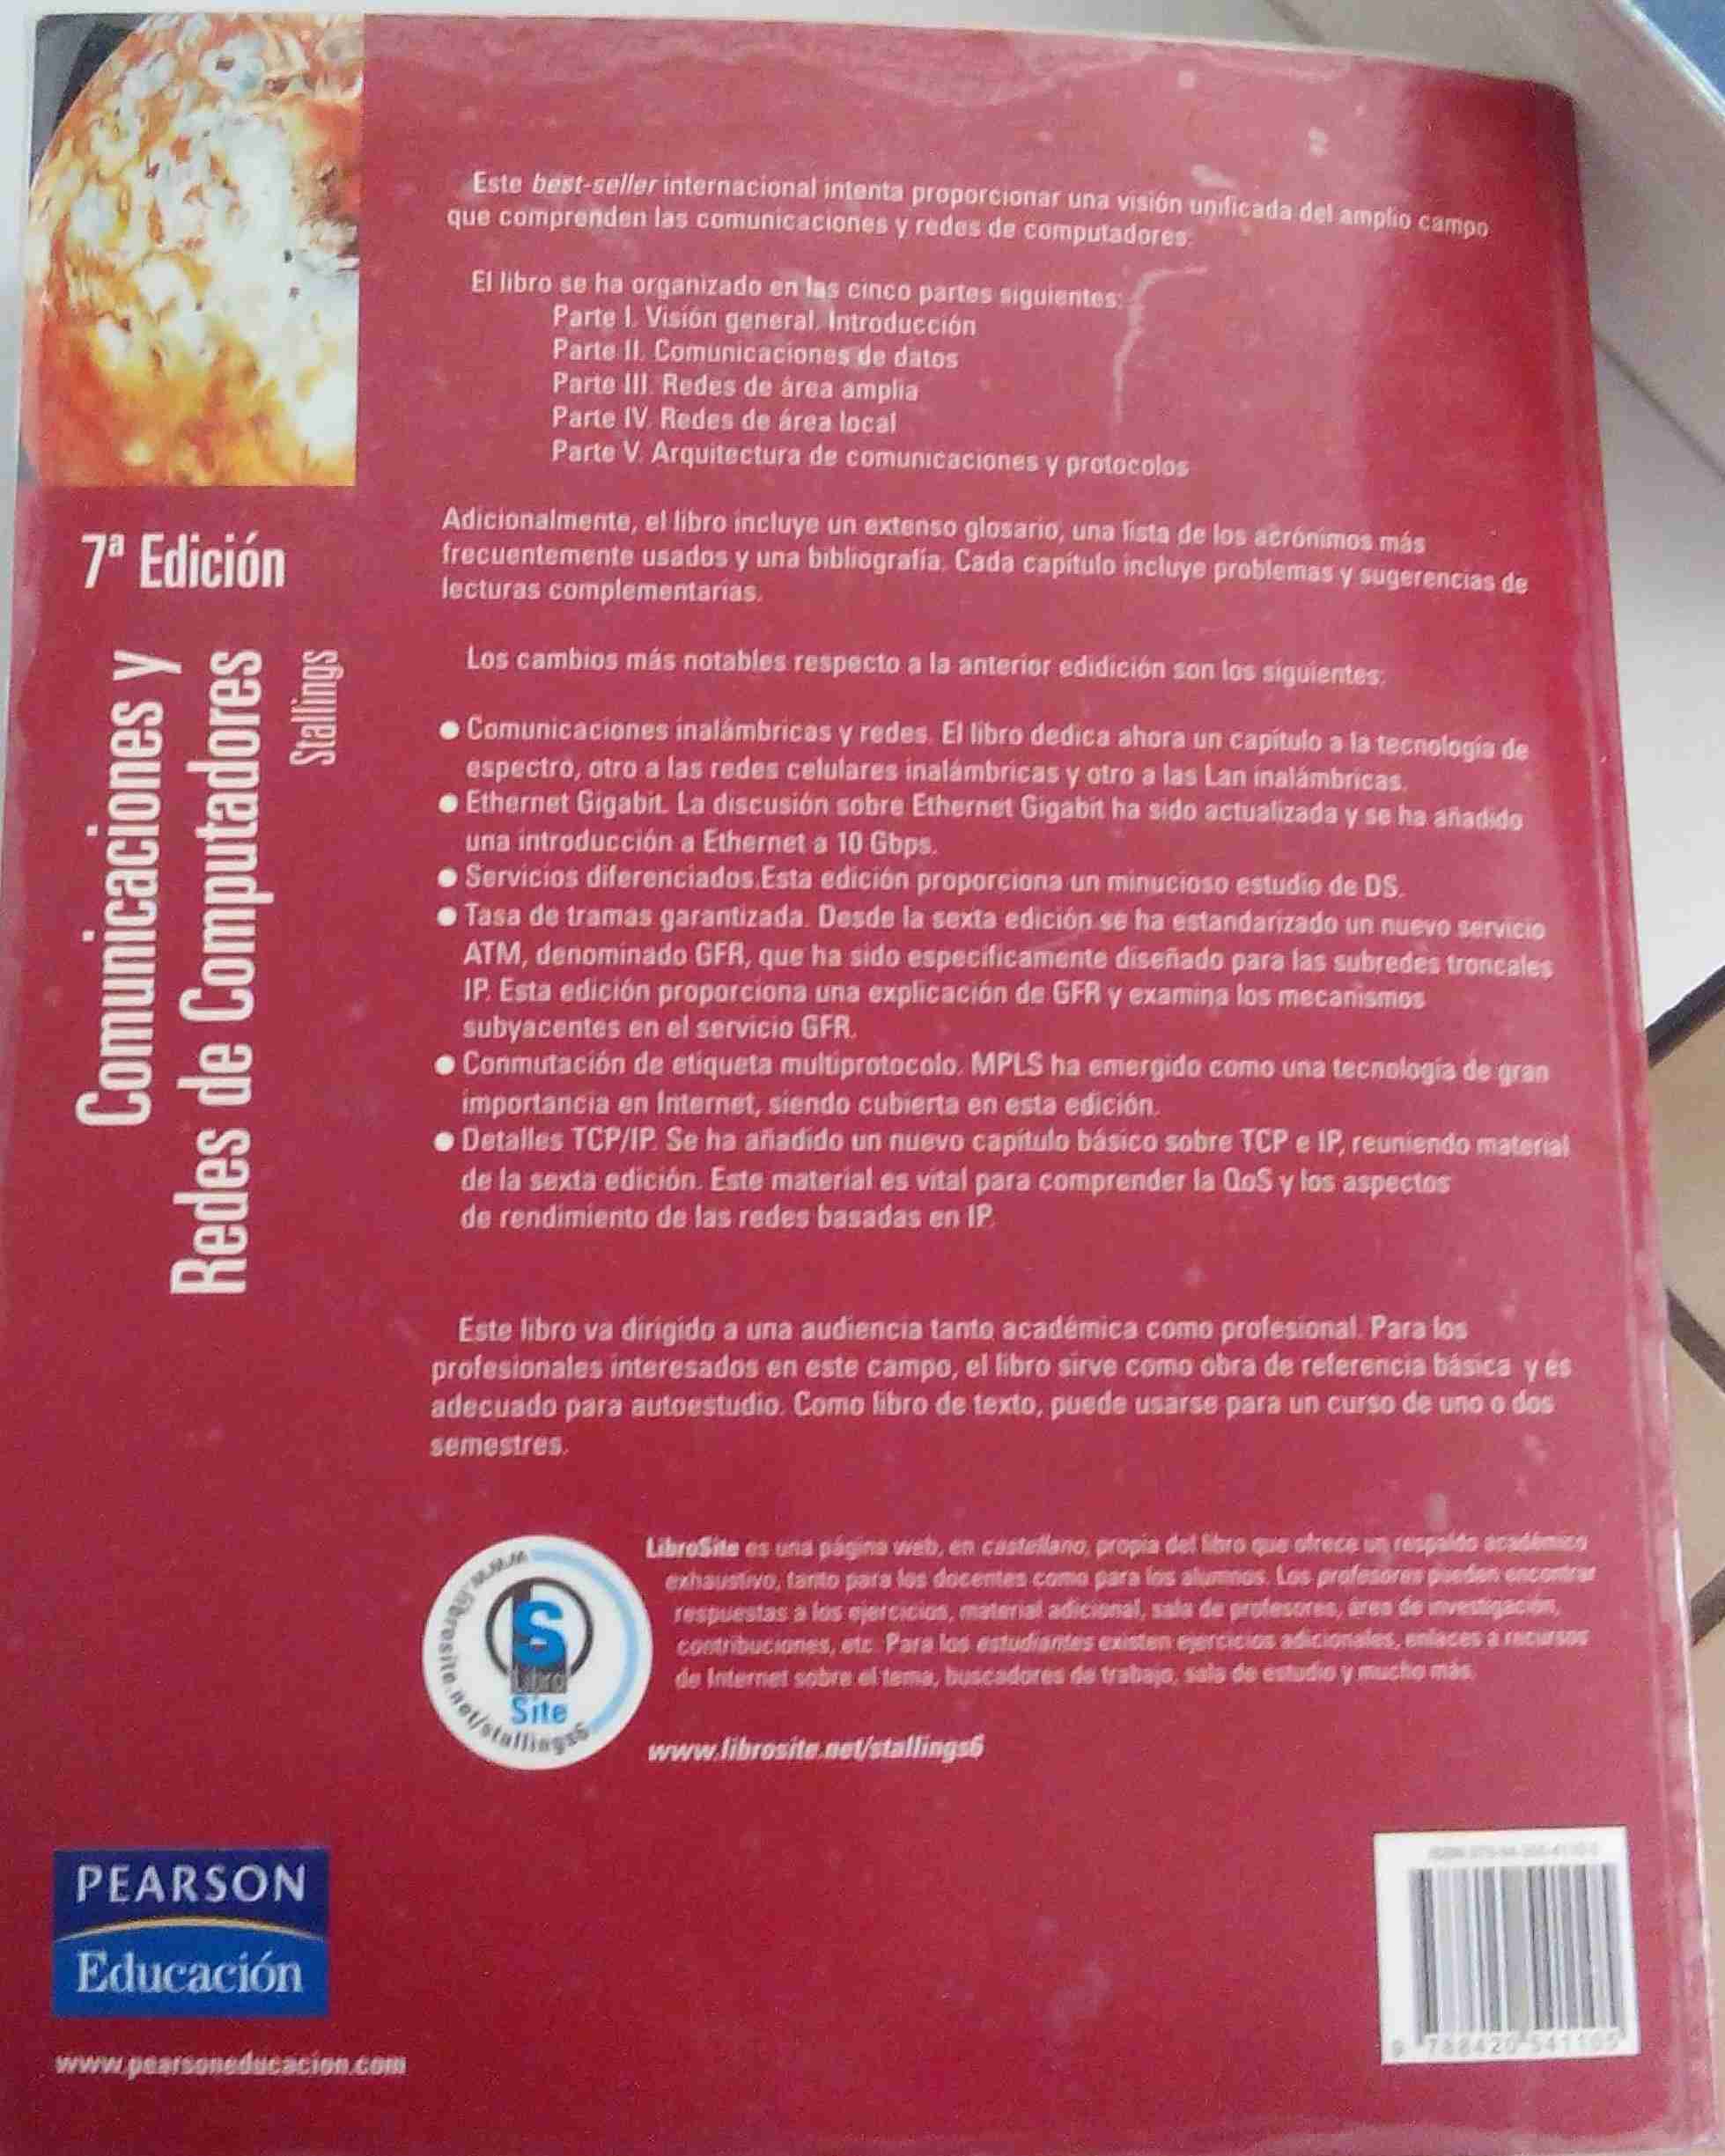 Este best-seller internacional intenta proporcionar una visión unificada del amplio campo
que comprenden las comunicaciones y redes de computadores.
El libro se ha organizado en las cinco partes siguientes:
Parte I. Visión general. Introducción
Parte II. Comunicaciones de datos
Parte III. Redes de área amplia
Parte IV. Redes de área local
Parte V. Arquitectura de comunicaciones y protocolos
Adicionalmente, el libro incluye un extenso glosario, una lista de los acrónimos más
frecuentemente usados y una bibliografía. Cada capítulo incluye problemas y sugerencias de
lecturas complementarias.
Los cambios más notables respecto a la anterior edidición son los siguientes:
● Comunicaciones inalámbricas y redes. El libro dedica ahora un capítulo a la tecnología de
espectro, otro a las redes celulares inalámbricas y otro a las Lan inalámbricas.
● Ethernet Gigabit. La discusión sobre Ethernet Gigabit ha sido actualizada y se ha añadido
una introducción a Ethernet a 10 Gbps.
● Servicios diferenciados.Esta edición proporciona un minucioso estudio de DS.
● Tasa de tramas garantizada. Desde la sexta edición se ha estandarizado un nuevo servicio
ATM, denominado GFR, que ha sido específicamente diseñado para las subredes troncales
IP. Esta edición proporciona una explicación de GFR y examina los mecanismos
subyacentes en el servicio GFR.
● Conmutación de etiqueta multiprotocolo. MPLS ha emergido como una tecnología de gran
importancia en Internet, siendo cubierta en esta edición.
● Detalles TCP/IP. Se ha añadido un nuevo capítulo básico sobre TCP e IP, reuniendo material
de la sexta edición. Este material es vital para comprender la QoS y los aspectos
de rendimiento de las redes basadas en IP.
Este libro va dirigido a una audiencia tanto académica como profesional. Para los
profesionales interesados en este campo, el libro sirve como obra de referencia básica y es
adecuado para autoestudio. Como libro de texto, puede usarse para un curso de uno o dos
semestres.
LibroSite es una página web, en castellano, propia del libro que ofrece un respaldo académico
exhaustivo, tanto para los docentes como para los alumnos. Los profesores pueden encontrar
respuestas a los ejercicios, material adicional, sala de profesores, área de investigación,
contribuciones, etc. Para los estudiantes existen ejercicios adicionales, enlaces a recursos
de Internet sobre el tema, buscadores de trabajo, sala de estudio y mucho más.
www.librosite.net/stallings6
www.librosite.net/stallings6
LS
Libro
Site
7ª Edición
Comunicaciones y
Redes de Computadores
Stallings
PEARSON
Educación
www.pearsoneducacion.com
9 788420 541105